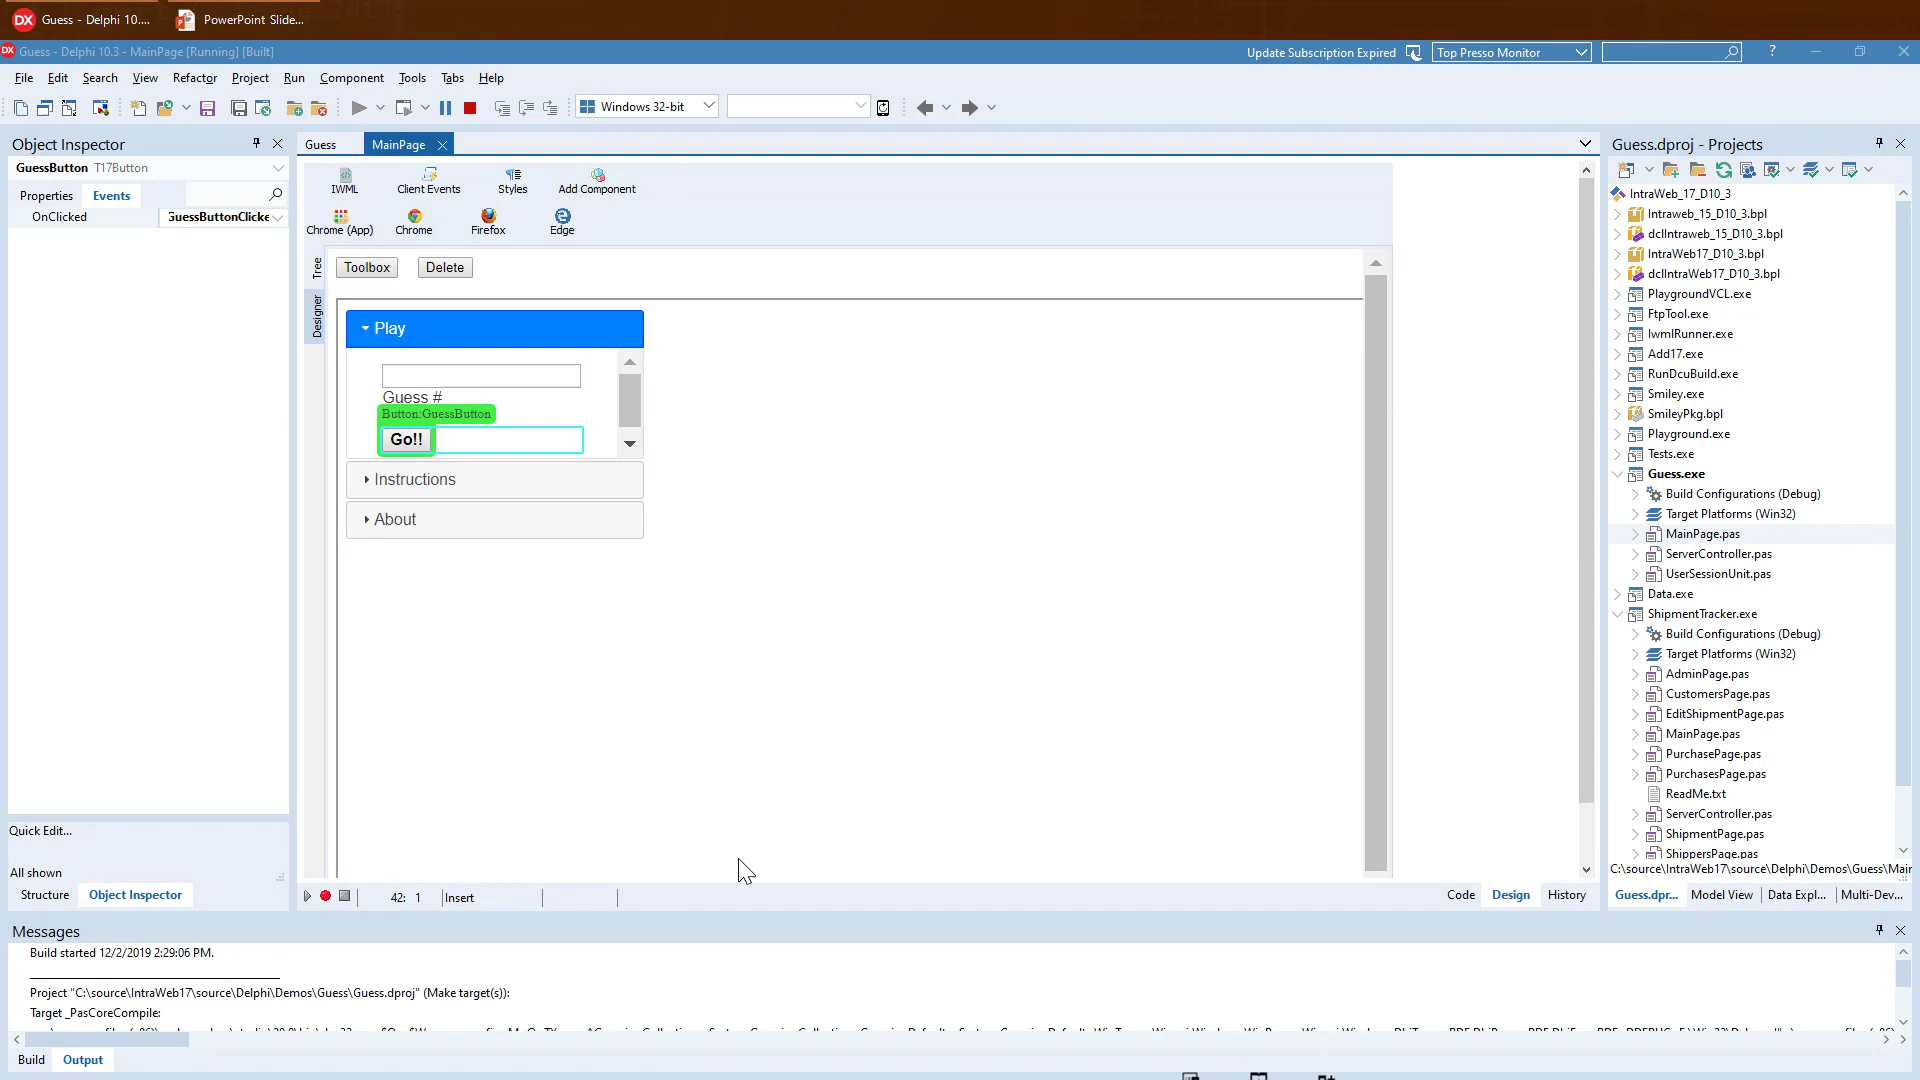 Guess - Delphi 10....
PowerPoint Slide...
Guess - Delphi 10.3 - MainPage [Running] [Built]
Update Subscription Expired
Top Presso Monitor
?
File Edit Search View Refactor Project Run Component Tools Tabs Help
Windows 32-bit
Object Inspector
GuessButton T17Button
Properties Events
OnClicked GuessButtonClicke
Quick Edit...
All shown
Structure Object Inspector
Guess MainPage
IWML Client Events Styles Add Component
Chrome (App) Chrome Firefox Edge
Tree
Designer
Toolbox Delete
Play
Guess #
Button:GuessButton
Go!!
Instructions
About
42: 1 Insert
Code Design History
Guess.dproj - Projects
IntraWeb_17_D10_3
Intraweb_15_D10_3.bpl
dclIntraweb_15_D10_3.bpl
IntraWeb17_D10_3.bpl
dclIntraWeb17_D10_3.bpl
PlaygroundVCL.exe
FtpTool.exe
IwmlRunner.exe
Add17.exe
RunDcuBuild.exe
Smiley.exe
SmileyPkg.bpl
Playground.exe
Tests.exe
Guess.exe
Build Configurations (Debug)
Target Platforms (Win32)
MainPage.pas
ServerController.pas
UserSessionUnit.pas
Data.exe
ShipmentTracker.exe
Build Configurations (Debug)
Target Platforms (Win32)
AdminPage.pas
CustomersPage.pas
EditShipmentPage.pas
MainPage.pas
PurchasePage.pas
PurchasesPage.pas
ReadMe.txt
ServerController.pas
ShipmentPage.pas
ShippersPage.pas
C:\source\IntraWeb17\source\Delphi\Demos\Guess\Mair
Guess.dpr... Model View Data Expl... Multi-Dev...
Messages
Build started 12/2/2019 2:29:06 PM.
Project "C:\source\IntraWeb17\source\Delphi\Demos\Guess\Guess.dproj" (Make target(s)):
Target _PasCoreCompile:
Build Output